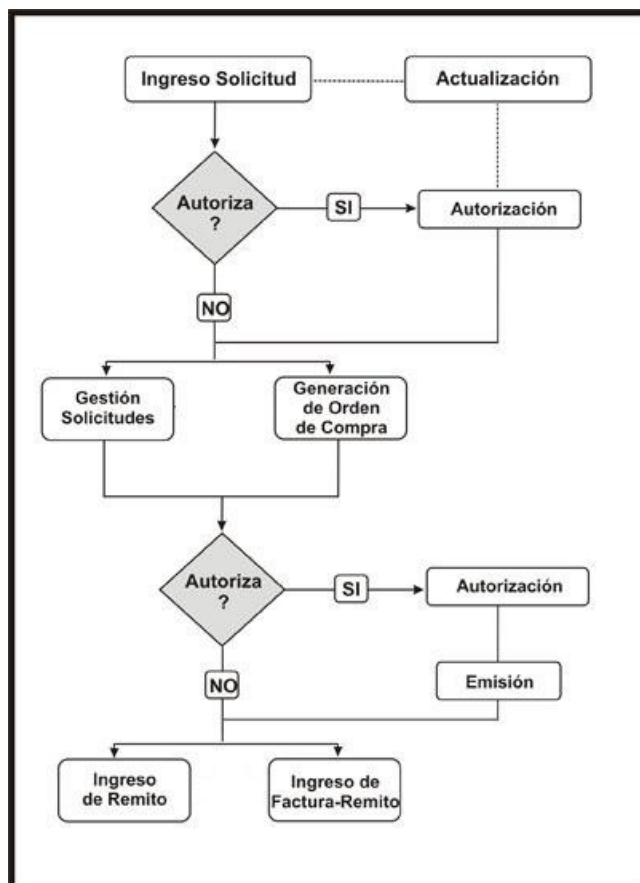 Ingreso Solicitud
Actualización
Autoriza
?
SI
Autorización
NO
Gestión
Solicitudes
Generación
de Orden
de Compra
Autoriza
?
SI
Autorización
NO
Emisión
Ingreso
de Remito
Ingreso de
Factura-Remito